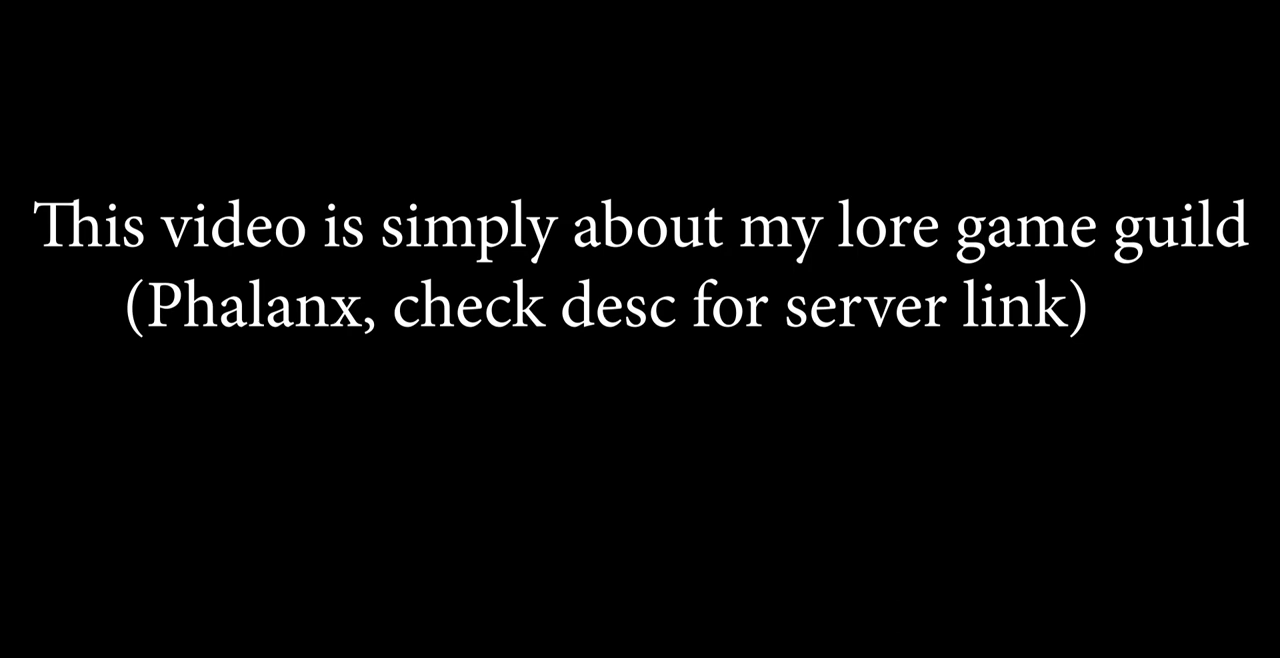 This video is simply about my lore game guild
(Phalanx, check desc for server link)